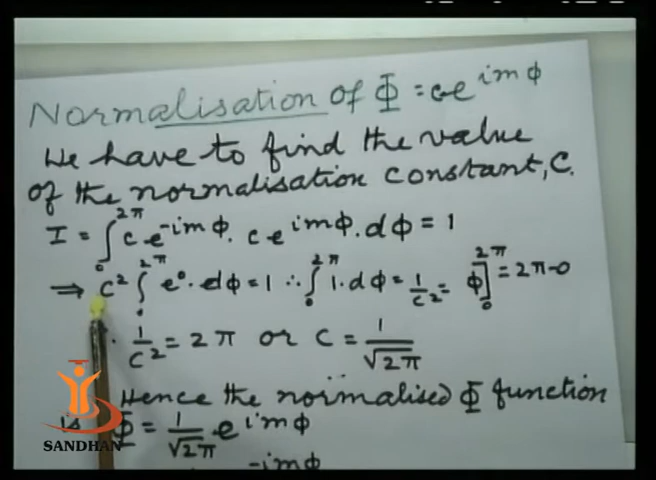 Normalisation of Φ = ce^{imϕ}
We have to find the value
of the normalisation constant, C.
I = ∫₀^{2π} c e^{-imϕ} . c e^{imϕ} . dϕ = 1
⇒ c² ∫₀^{2π} e⁰ . dϕ = 1 ∴ ∫₀^{2π} 1 . dϕ = 1/c² = ϕ]₀^{2π} = 2π-0
. 1/c² = 2π or c = 1/√2π
Hence the normalised Φ function
is Φ = 1/√2π . e^{imϕ}
-imϕ
SANDHAN